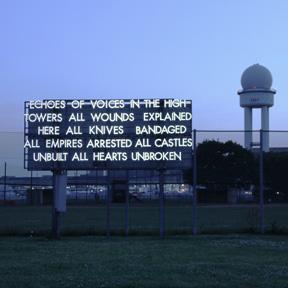 ECHOES OF VOICES IN THE HIGH
TOWERS ALL WOUNDS EXPLAINED
HERE ALL KNIVES BANDAGED
ALL EMPIRES ARRESTED ALL CASTLES
UNBUILT ALL HEARTS UNBROKEN